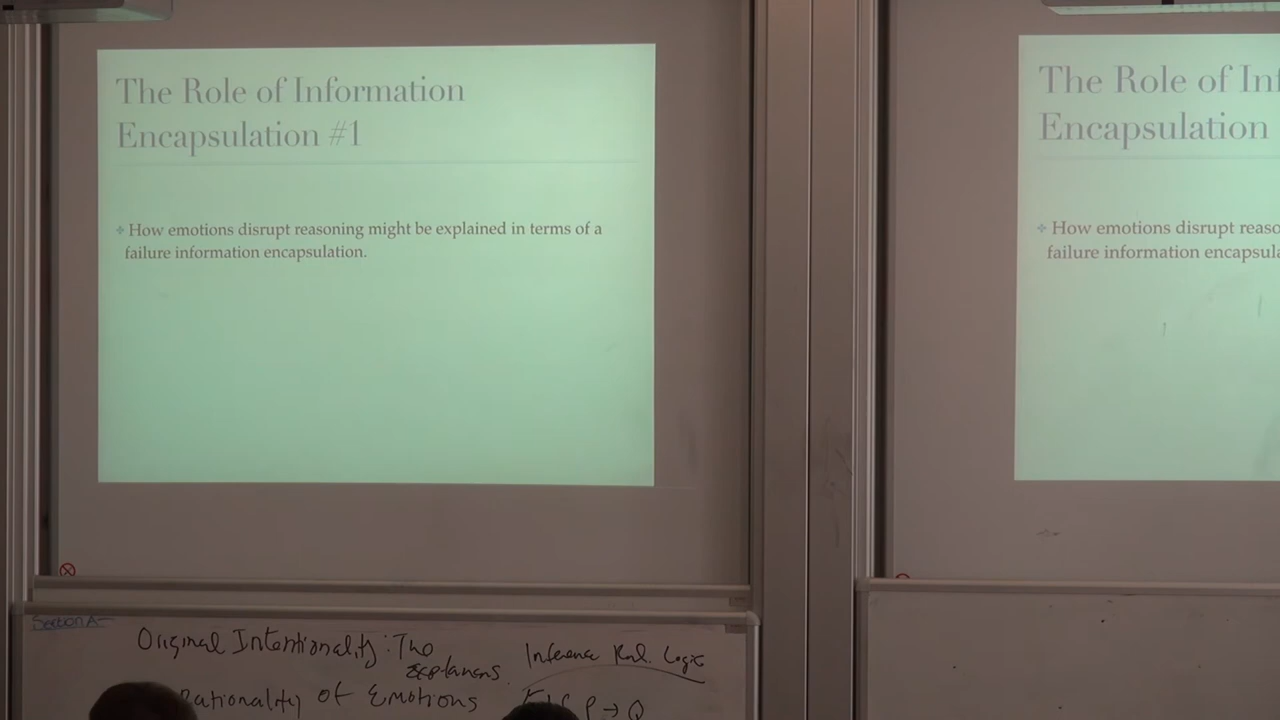 The Role of Information
Encapsulation #1
How emotions disrupt reasoning might be explained in terms of a
failure information encapsulation.
The Role of Inf
Encapsulation
How emotions disrupt reaso
failure information encapsula
Section A-
Original Intentionality: Two
Inference Rul. Logic
Rationality of Emotions
P → Q